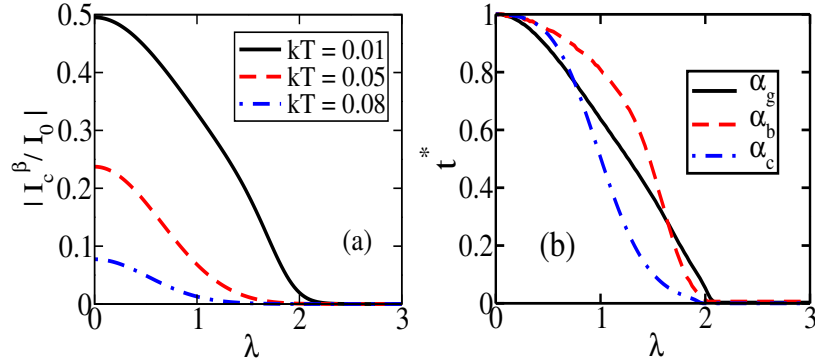 0.5
0.4
0.3
0.2
0.1
0
| I_c^β / I_0 |
kT = 0.01
kT = 0.05
kT = 0.08
(a)
0 1 2 3
λ
1
0.8
0.6
0.4
0.2
0
t*
α_g
α_b
α_c
(b)
0 1 2 3
λ